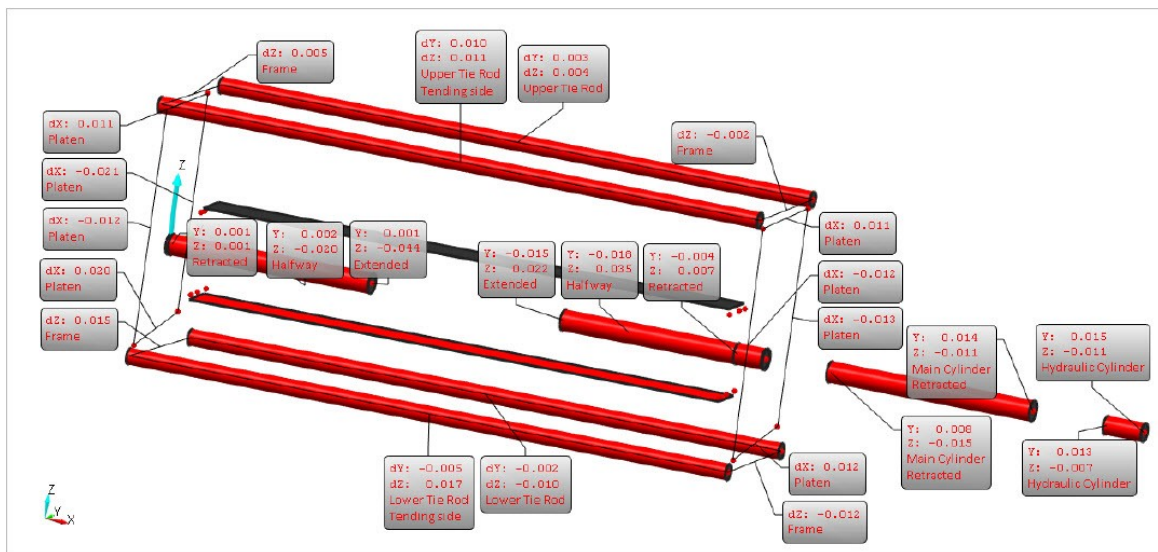 dZ: 0.005
Frame
dY: 0.010
dZ: 0.011
Upper Tie Rod
Tending side
dY: 0.003
dZ: 0.004
Upper Tie Rod
dX: 0.011
Platen
dZ: -0.002
Frame
dX: -0.021
Platen
Z
dX: -0.012
Platen
dX: 0.011
Platen
Y: 0.001
Z: 0.001
Retracted
Y: 0.002
Z: -0.020
Halfway
Y: 0.001
Z: -0.044
Extended
Y: -0.015
Z: 0.022
Extended
Y: -0.018
Z: 0.035
Halfway
Y: -0.004
Z: 0.007
Retracted
dX: 0.020
Platen
dX: -0.012
Platen
dZ: 0.015
Frame
dX: -0.013
Platen
Y: 0.014
Z: -0.011
Main Cylinder
Retracted
Y: 0.015
Z: -0.011
Hydraulic Cylinder
Y: 0.008
Z: -0.015
Main Cylinder
Retracted
Y: 0.013
Z: -0.007
Hydraulic Cylinder
dY: -0.005
dZ: 0.017
Lower Tie Rod
Tending side
dY: -0.002
dZ: -0.010
Lower Tie Rod
dX: 0.012
Platen
dZ: -0.012
Frame
Z
Y
X